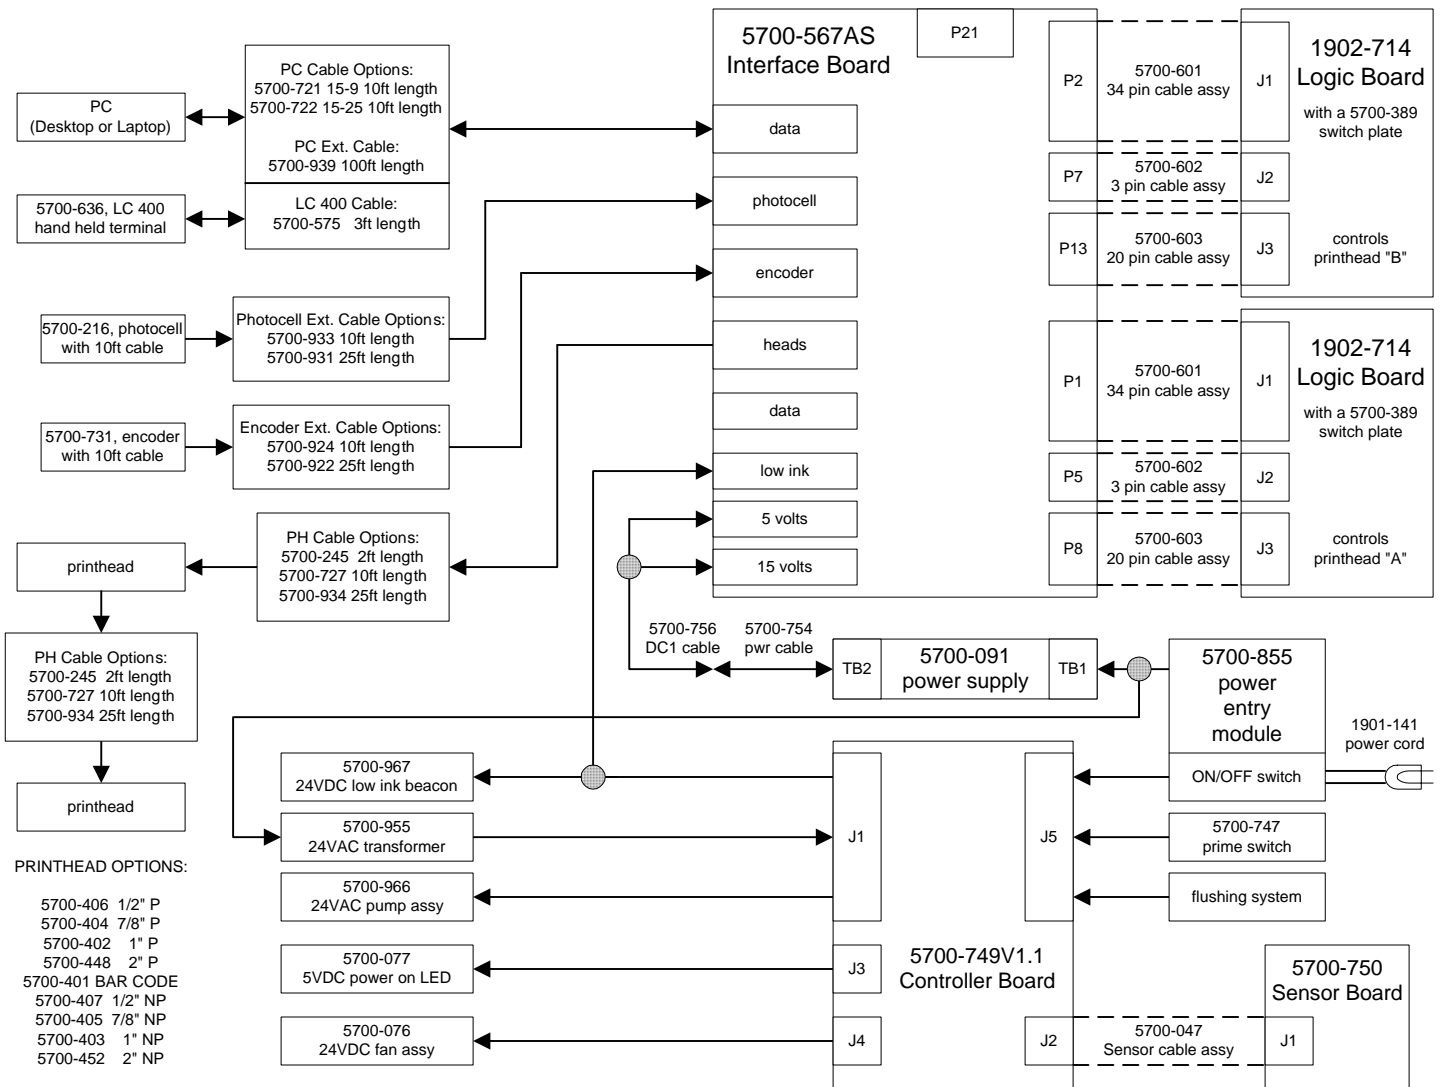 PC
(Desktop or Laptop)
5700-636, LC 400
hand held terminal
PC Cable Options:
5700-721 15-9 10ft length
5700-722 15-25 10ft length
PC Ext. Cable:
5700-939 100ft length
LC 400 Cable:
5700-575 3ft length
5700-216, photocell
with 10ft cable
Photocell Ext. Cable Options:
5700-933 10ft length
5700-931 25ft length
5700-731, encoder
with 10ft cable
Encoder Ext. Cable Options:
5700-924 10ft length
5700-922 25ft length
printhead
PH Cable Options:
5700-245 2ft length
5700-727 10ft length
5700-934 25ft length
PH Cable Options:
5700-245 2ft length
5700-727 10ft length
5700-934 25ft length
printhead
PRINTHEAD OPTIONS:
5700-406 1/2" P
5700-404 7/8" P
5700-402 1" P
5700-448 2" P
5700-401 BAR CODE
5700-407 1/2" NP
5700-405 7/8" NP
5700-403 1" NP
5700-452 2" NP
5700-567AS
Interface Board
P21
data
photocell
encoder
heads
data
low ink
5 volts
15 volts
P2
5700-601
34 pin cable assy
J1
P7
5700-602
3 pin cable assy
J2
P13
5700-603
20 pin cable assy
J3
1902-714
Logic Board
with a 5700-389
switch plate
controls
printhead "B"
P1
5700-601
34 pin cable assy
J1
P5
5700-602
3 pin cable assy
J2
P8
5700-603
20 pin cable assy
J3
1902-714
Logic Board
with a 5700-389
switch plate
controls
printhead "A"
5700-756
DC1 cable
5700-754
pwr cable
TB2
5700-091
power supply
TB1
5700-855
power
entry
module
ON/OFF switch
1901-141
power cord
5700-967
24VDC low ink beacon
5700-955
24VAC transformer
5700-966
24VAC pump assy
5700-077
5VDC power on LED
5700-076
24VDC fan assy
J1
J3
J4
J5
J2
5700-749V1.1
Controller Board
5700-747
prime switch
flushing system
5700-047
Sensor cable assy
5700-750
Sensor Board
J1